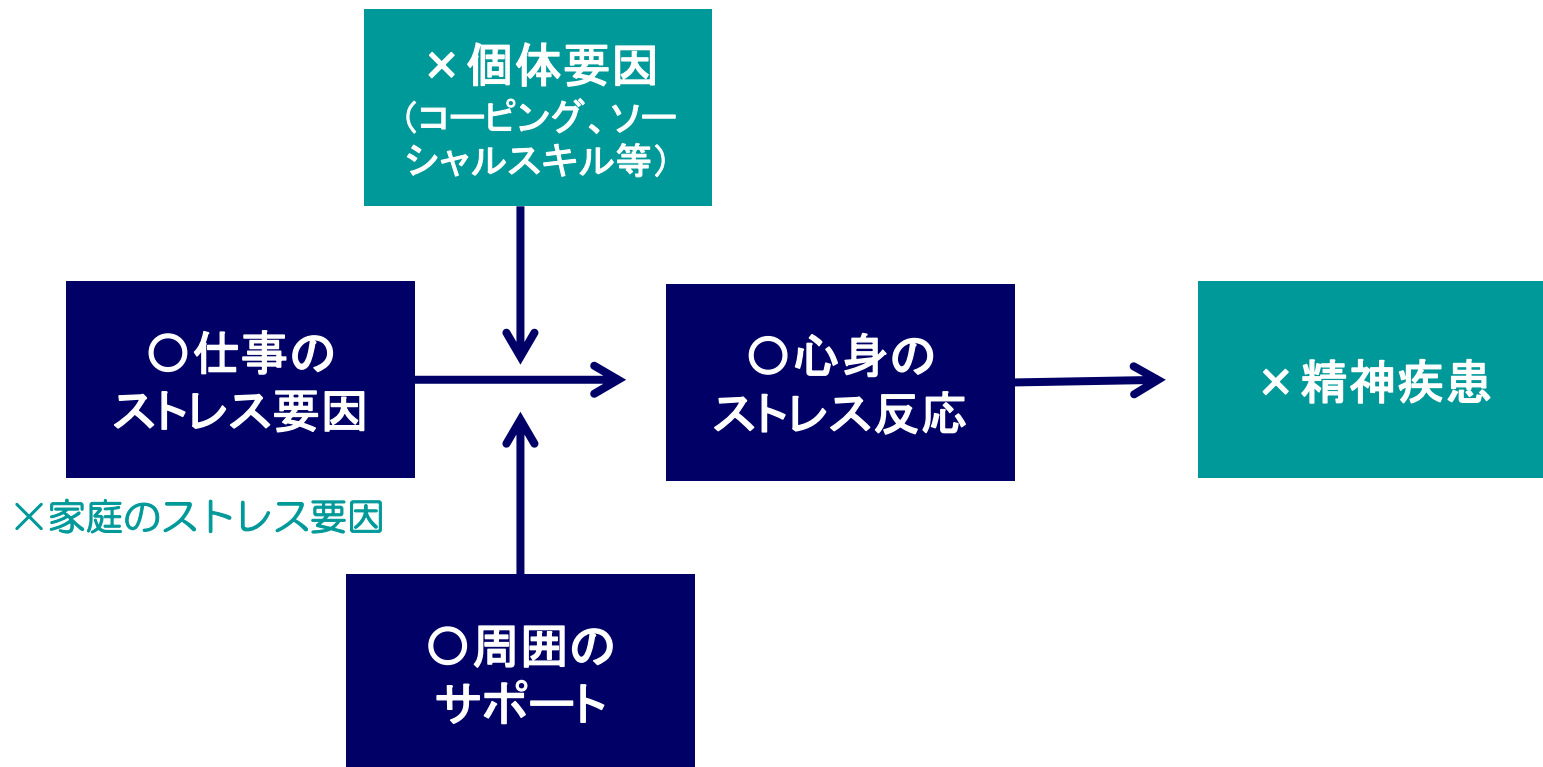 ×個体要因
（コーピング、ソー
シャルスキル等）
○仕事の
ストレス要因
○心身の
ストレス反応
×精神疾患
×家庭のストレス要因
○周囲の
サポート